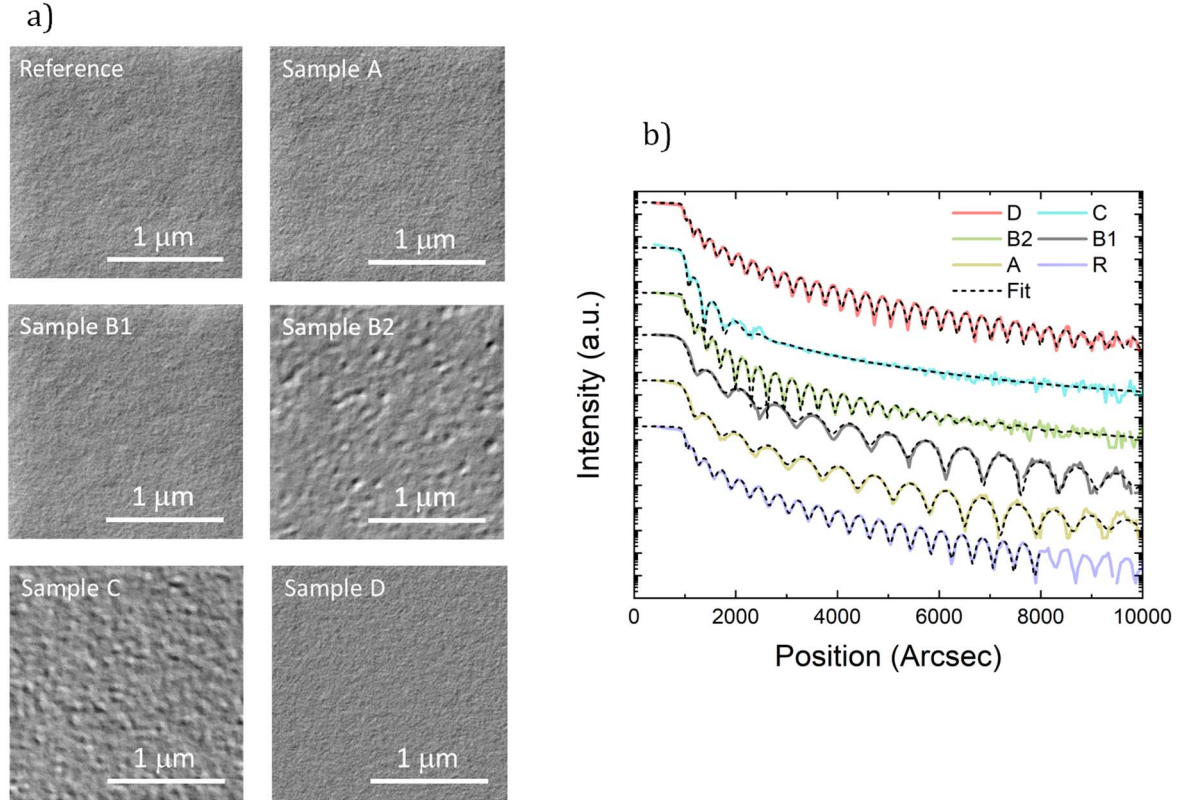 a)
Reference
1 μm
Sample A
1 μm
Sample B1
1 μm
Sample B2
1 μm
Sample C
1 μm
Sample D
1 μm
b)
D C
B2 B1
A R
Fit
Intensity (a.u.)
0 2000 4000 6000 8000 10000
Position (Arcsec)